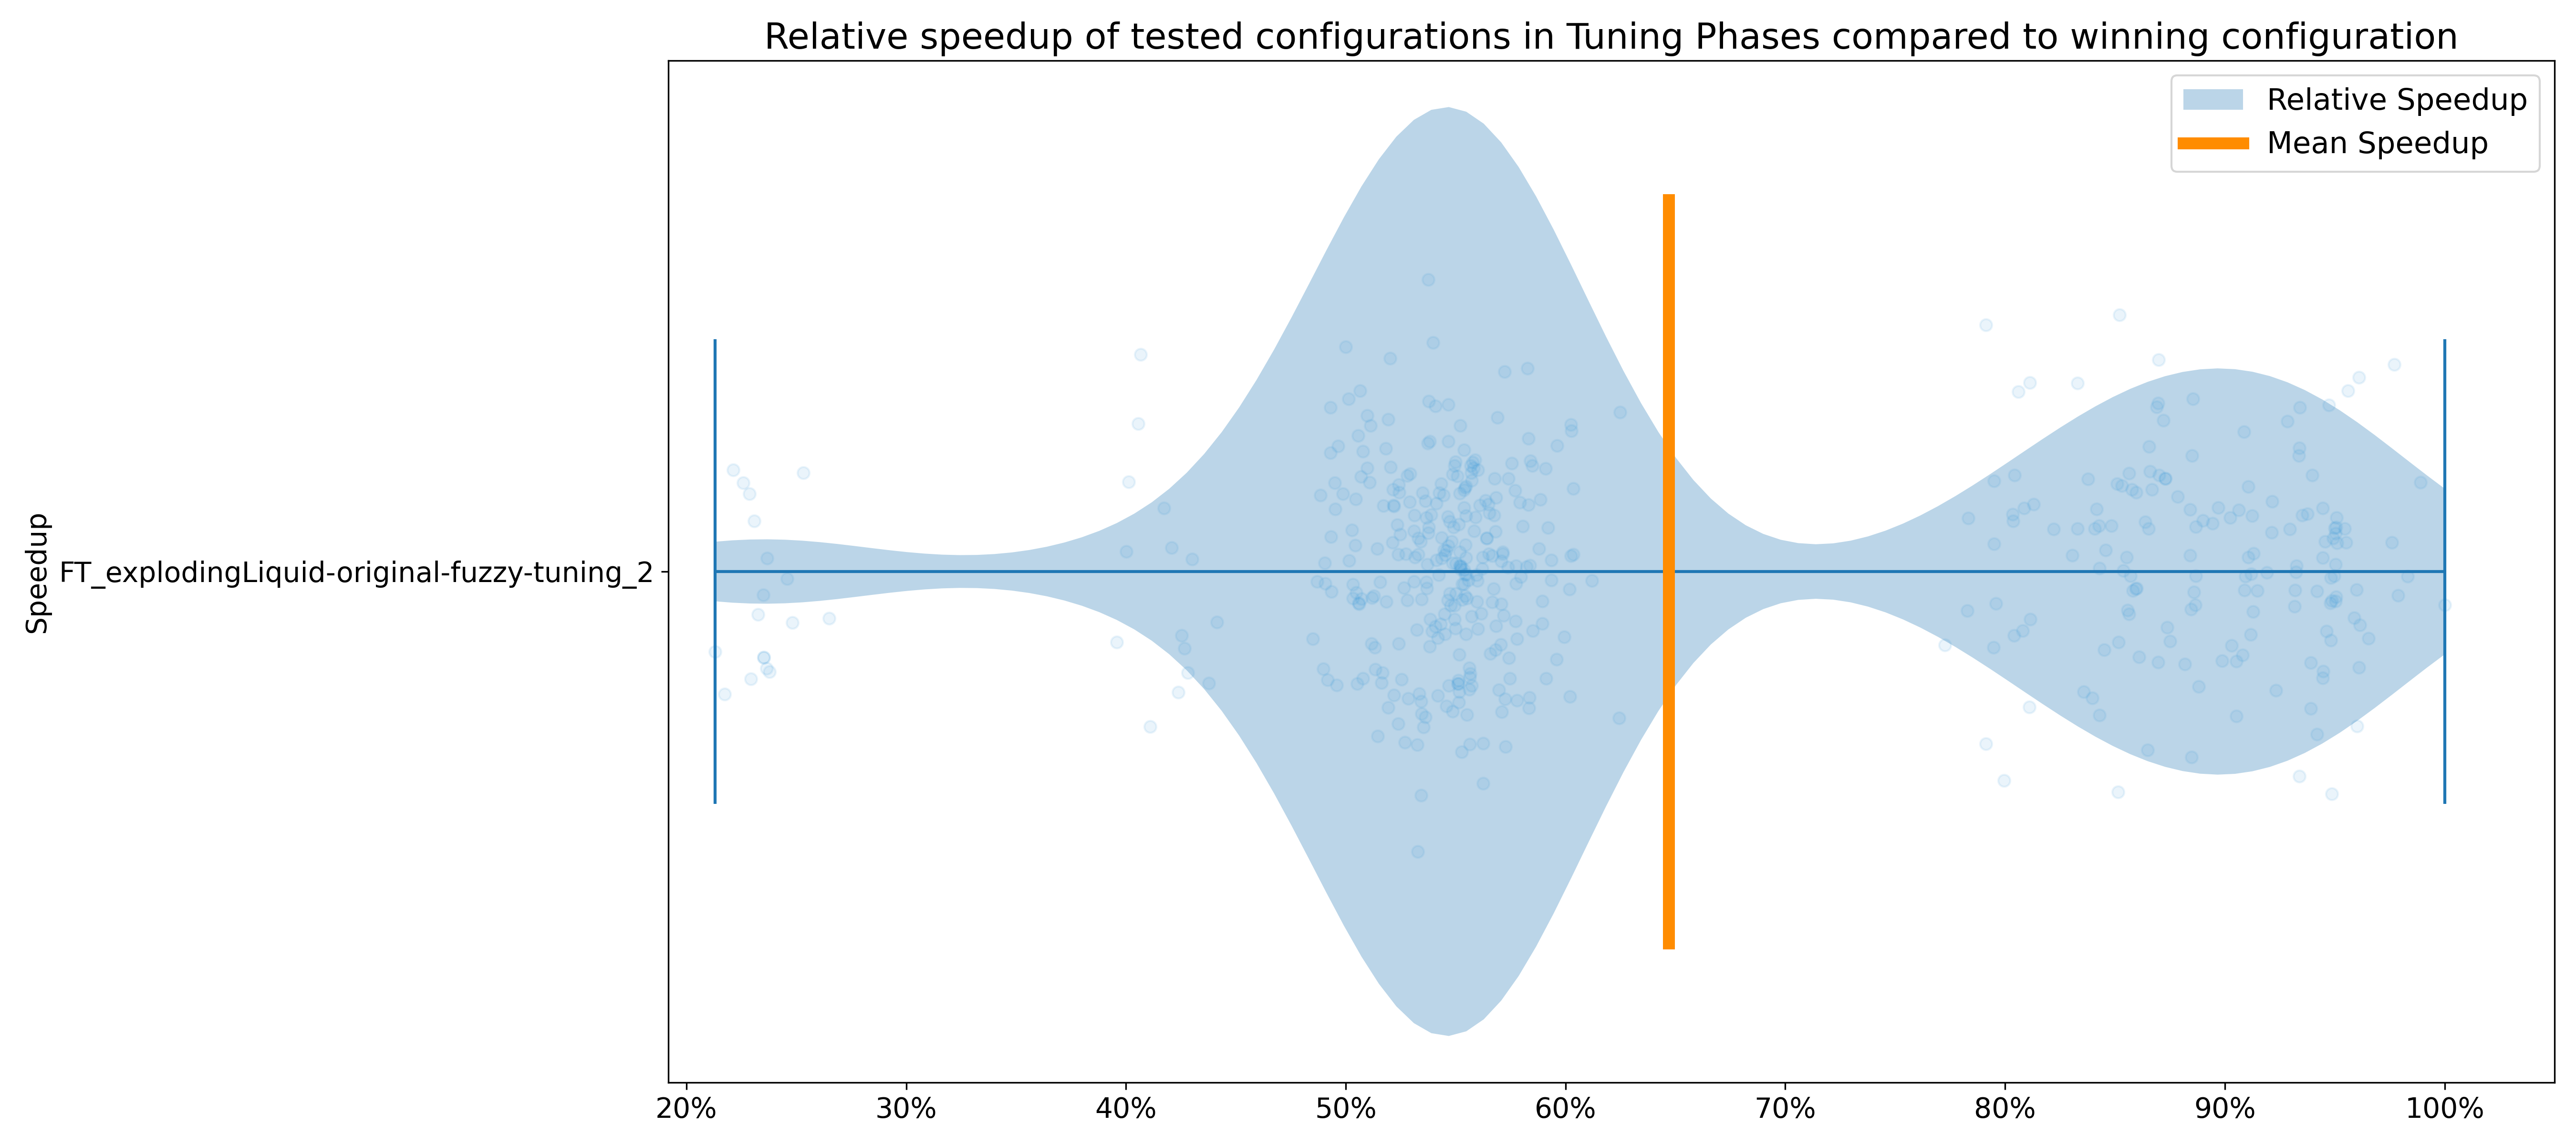 Relative speedup of tested configurations in Tuning Phases compared to winning configuration
Relative Speedup
Mean Speedup
Speedup
FT_explodingLiquid-original-fuzzy-tuning_2
20% 30% 40% 50% 60% 70% 80% 90% 100%